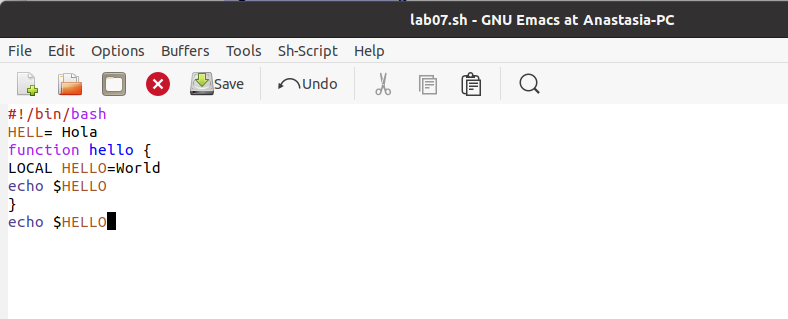 lab07.sh - GNU Emacs at Anastasia-PC
File Edit Options Buffers Tools Sh-Script Help
Save Undo
#!/bin/bash
HELL= Hola
function hello {
LOCAL HELLO=World
echo $HELLO
}
echo $HELLO